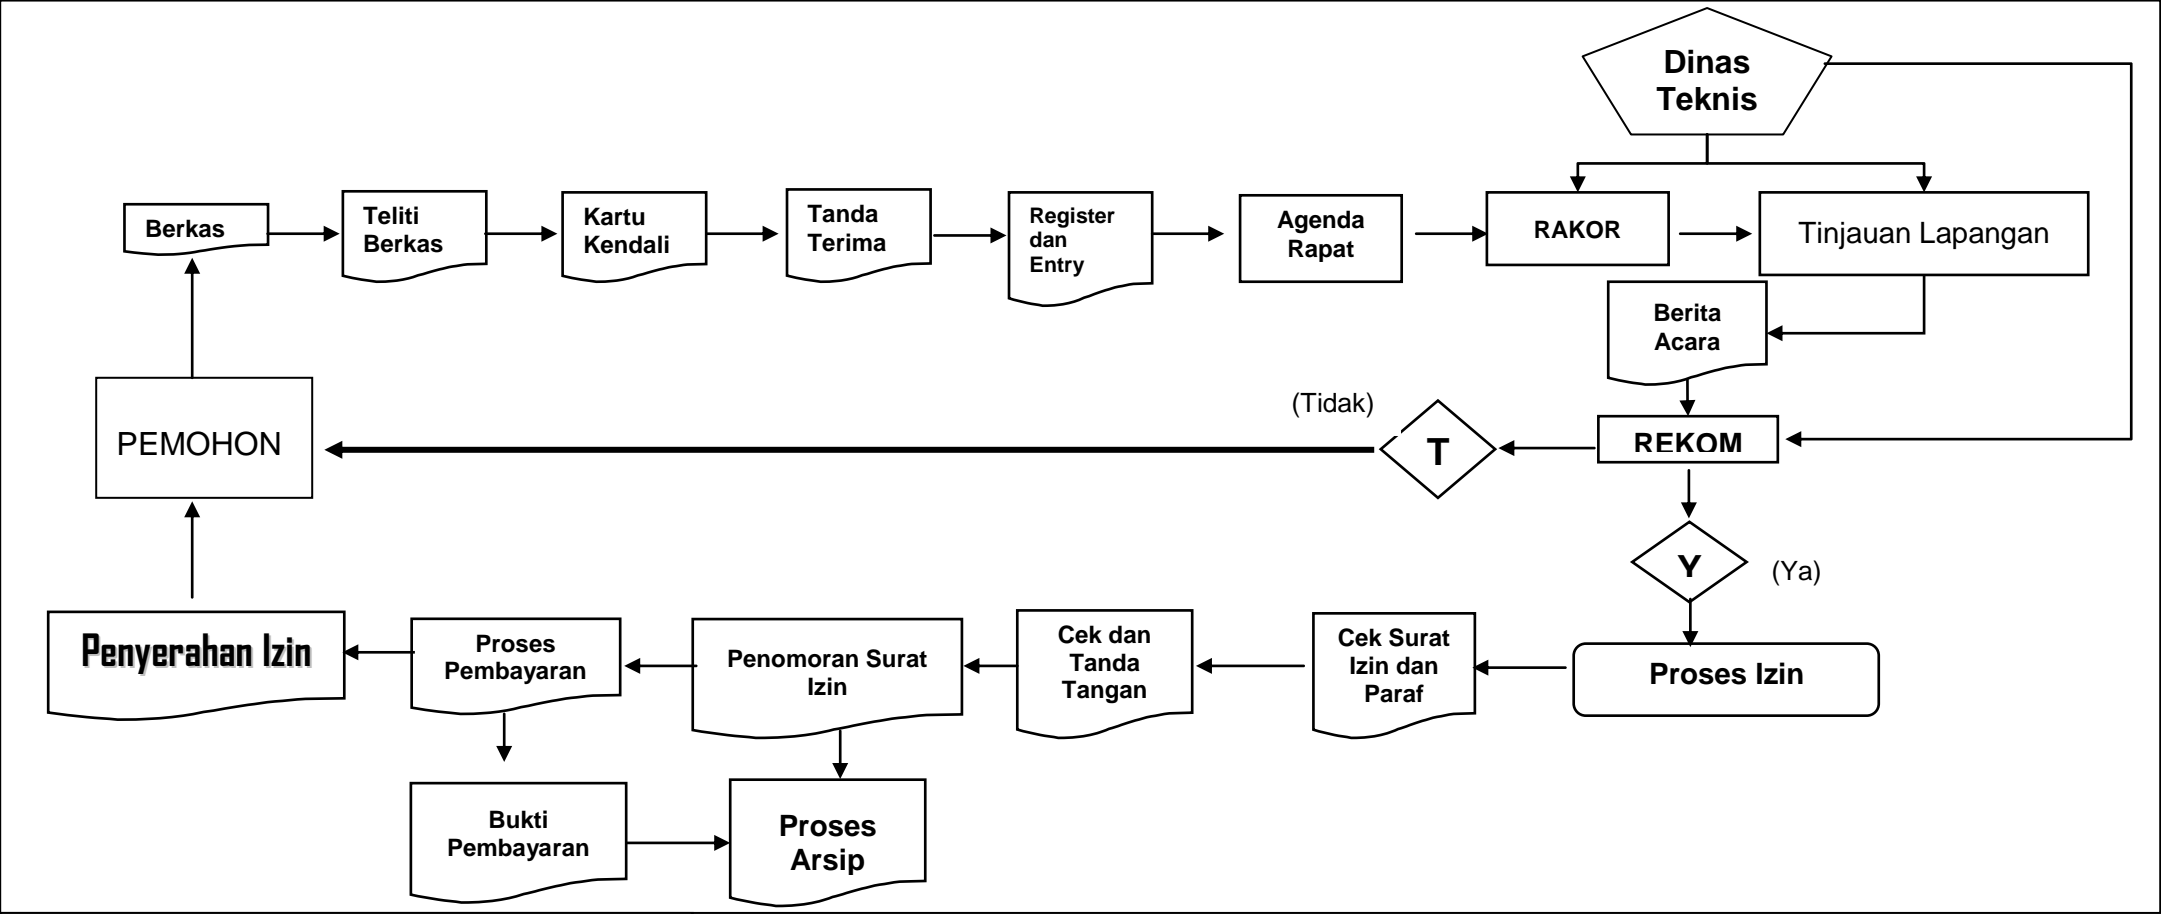 Dinas
Teknis
Berkas
Teliti
Berkas
Kartu
Kendali
Tanda
Terima
Register
dan
Entry
Agenda
Rapat
RAKOR
Tinjauan Lapangan
Berita
Acara
PEMOHON
(Tidak)
T
REKOM
Y
(Ya)
Penyerahan Izin
Proses
Pembayaran
Penomoran Surat
Izin
Cek dan
Tanda
Tangan
Cek Surat
Izin dan
Paraf
Proses Izin
Bukti
Pembayaran
Proses
Arsip